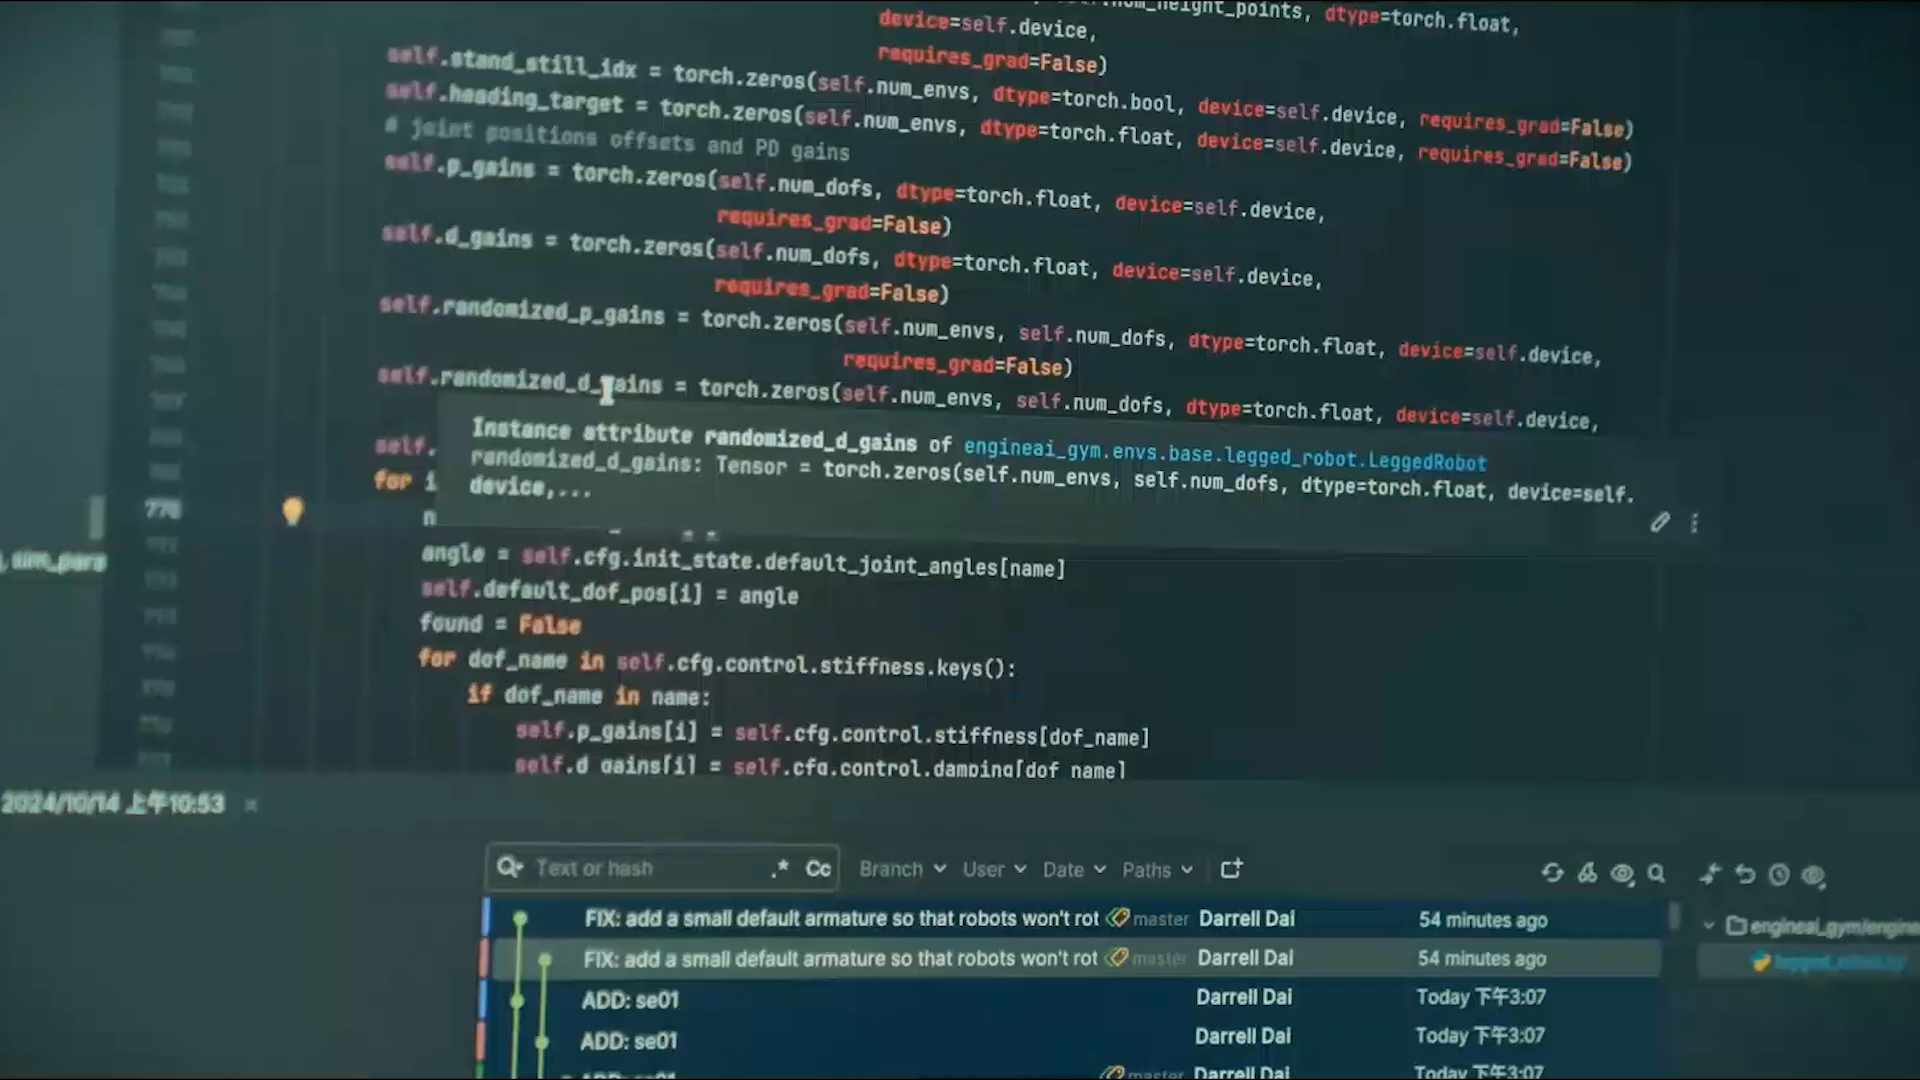 _height_points, dtype=torch.float,
device=self.device,
requires_grad=False)
self.stand_still_idx = torch.zeros(self.num_envs, dtype=torch.bool, device=self.device, requires_grad=False)
self.heading_target = torch.zeros(self.num_envs, dtype=torch.float, device=self.device, requires_grad=False)
# joint positions offsets and PD gains
self.p_gains = torch.zeros(self.num_dofs, dtype=torch.float, device=self.device,
requires_grad=False)
self.d_gains = torch.zeros(self.num_dofs, dtype=torch.float, device=self.device,
requires_grad=False)
self.randomized_p_gains = torch.zeros(self.num_envs, self.num_dofs, dtype=torch.float, device=self.device,
requires_grad=False)
self.randomized_d_gains = torch.zeros(self.num_envs, self.num_dofs, dtype=torch.float, device=self.device,
Instance attribute randomized_d_gains of engineai_gym.envs.base.legged_robot.LeggedRobot
self.
randomized_d_gains: Tensor = torch.zeros(self.num_envs, self.num_dofs, dtype=torch.float, device=self.
for i
device,...
n
angle = self.cfg.init_state.default_joint_angles[name]
, sim_para
self.default_dof_pos[i] = angle
found = False
for dof_name in self.cfg.control.stiffness.keys():
if dof_name in name:
self.p_gains[i] = self.cfg.control.stiffness[dof_name]
self.d_gains[i] = self.cfg.control.damping[dof_name]
2024/10/14 上午10:53 ×
Text or hash .* Cc Branch User Date Paths
FIX: add a small default armature so that robots won't rot master Darrell Dai 54 minutes ago
engineai_gym/engine
FIX: add a small default armature so that robots won't rot master Darrell Dai 54 minutes ago
ADD: se01 Darrell Dai Today 下午3:07
ADD: se01 Darrell Dai Today 下午3:07
ADD: se01 master Darrell Dai Today 下午3:07